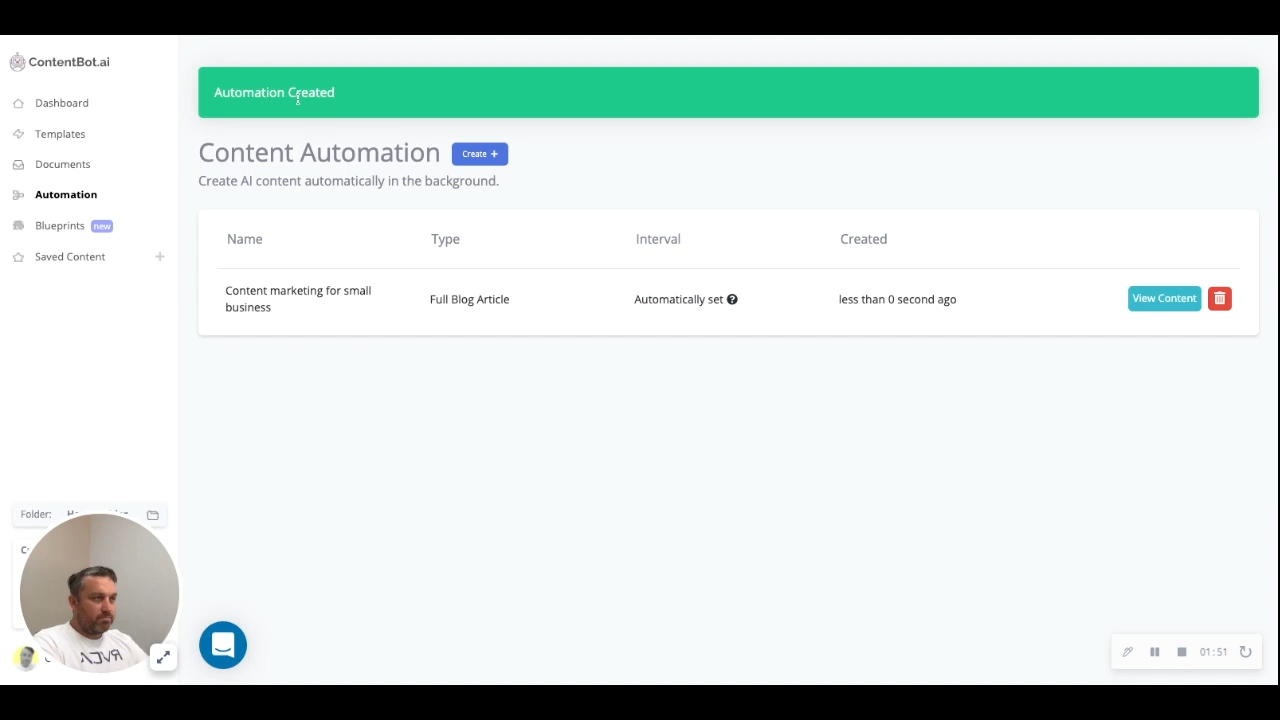 ContentBot.ai
Dashboard
Templates
Documents
Automation
Blueprints new
Saved Content
Automation Created
Content Automation Create +
Create AI content automatically in the background.
Name Type Interval Created
Content marketing for small business Full Blog Article Automatically set less than 0 second ago View Content
Folder:
RVCA
01:51